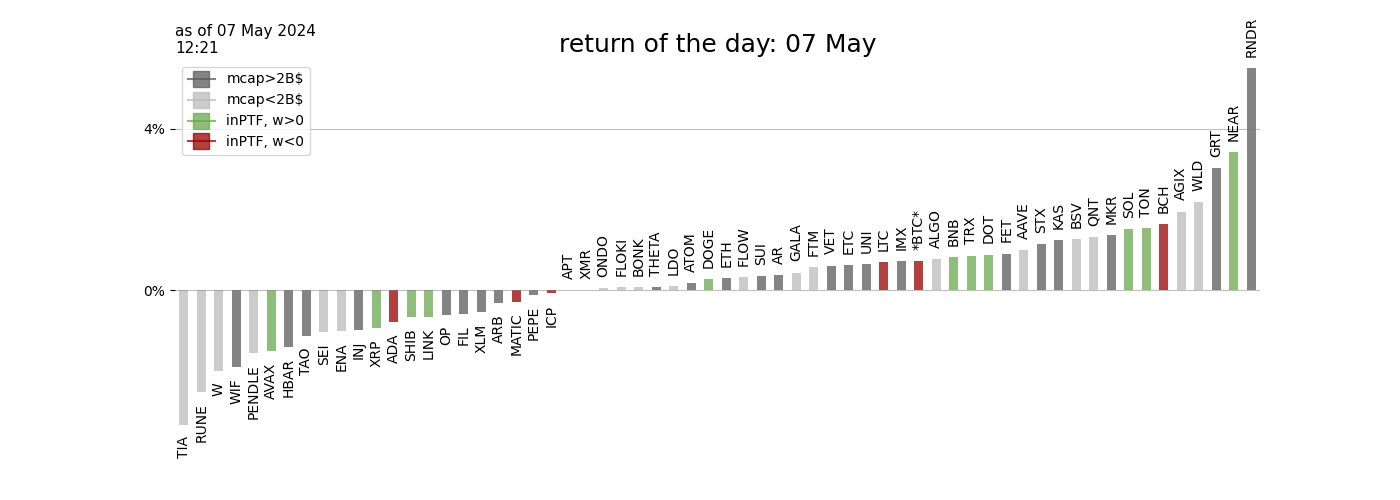 as of 07 May 2024
12:21
return of the day: 07 May
mcap>2B$
mcap<2B$
inPTF, w>0
inPTF, w<0
4%
0%
TIA
RUNE
W
WIF
PENDLE
AVAX
HBAR
TAO
SEI
ENA
INJ
XRP
ADA
SHIB
LINK
OP
FIL
XLM
ARB
MATIC
PEPE
ICP
APT
XMR
ONDO
FLOKI
BONK
THETA
LDO
ATOM
DOGE
ETH
FLOW
SUI
AR
GALA
FTM
VET
ETC
UNI
LTC
IMX
*BTC*
ALGO
BNB
TRX
DOT
FET
AAVE
STX
KAS
BSV
QNT
MKR
SOL
TON
BCH
AGIX
WLD
GRT
NEAR
RNDR